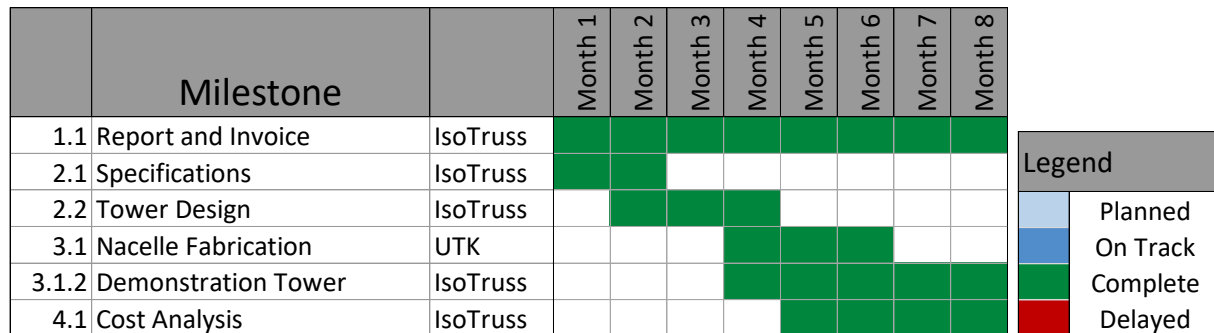 Milestone Month 1 Month 2 Month 3 Month 4 Month 5 Month 6 Month 7 Month 8
1.1 Report and Invoice IsoTruss
2.1 Specifications IsoTruss
2.2 Tower Design IsoTruss
3.1 Nacelle Fabrication UTK
3.1.2 Demonstration Tower IsoTruss
4.1 Cost Analysis IsoTruss
Legend
Planned
On Track
Complete
Delayed